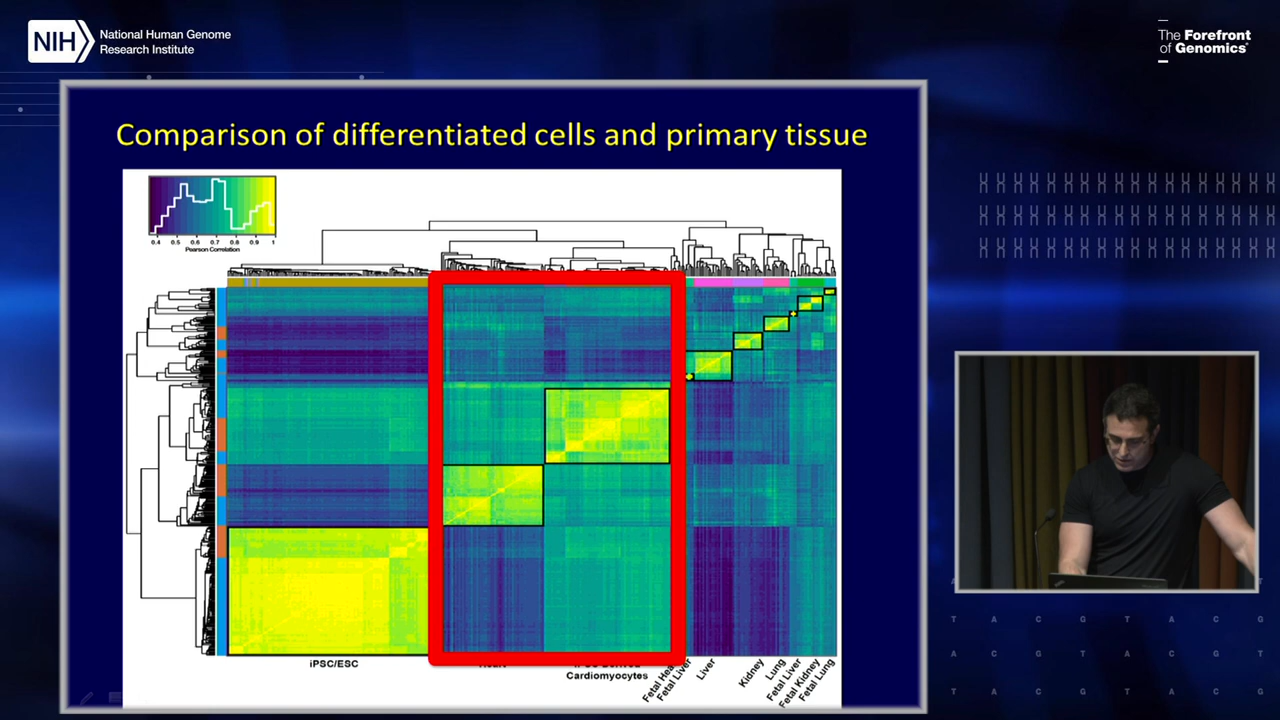 NIH
National Human Genome
Research Institute
The Forefront
of Genomics®
Comparison of differentiated cells and primary tissue
0.4 0.5 0.6 0.7 0.8 0.9 1
Pearson Correlation
iPSC/ESC
Cardiomyocytes
Fetal Liver
Liver
Kidney
Lung
Fetal Liver
Fetal Kidney
Fetal Lung
T A C G T A C G
A C G T A C G T
T A C G T A C G